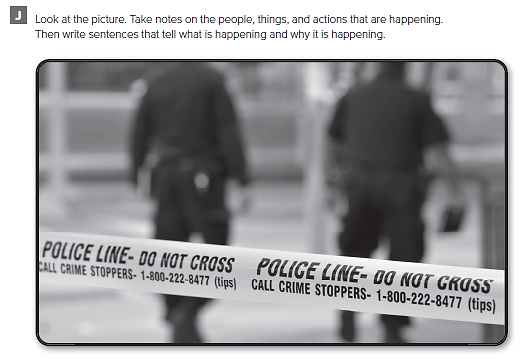 J
Look at the picture. Take notes on the people, things, and actions that are happening.
Then write sentences that tell what is happening and why it is happening.
POLICE LINE- DO NOT CROSS POLICE LINE- DO NOT CROSS
CALL CRIME STOPPERS- 1-800-222-8477 (tips) CALL CRIME STOPPERS- 1-800-222-8477 (tips)